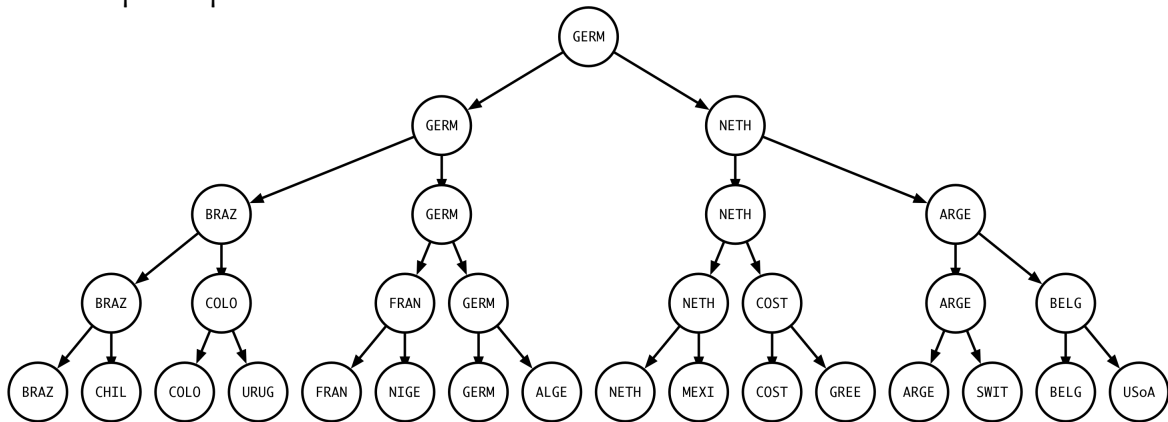 GERM
GERM NETH
BRAZ GERM NETH ARGE
BRAZ COLO FRAN GERM NETH COST ARGE BELG
BRAZ CHIL COLO URUG FRAN NIGE GERM ALGE NETH MEXI COST GREE ARGE SWIT BELG USoA